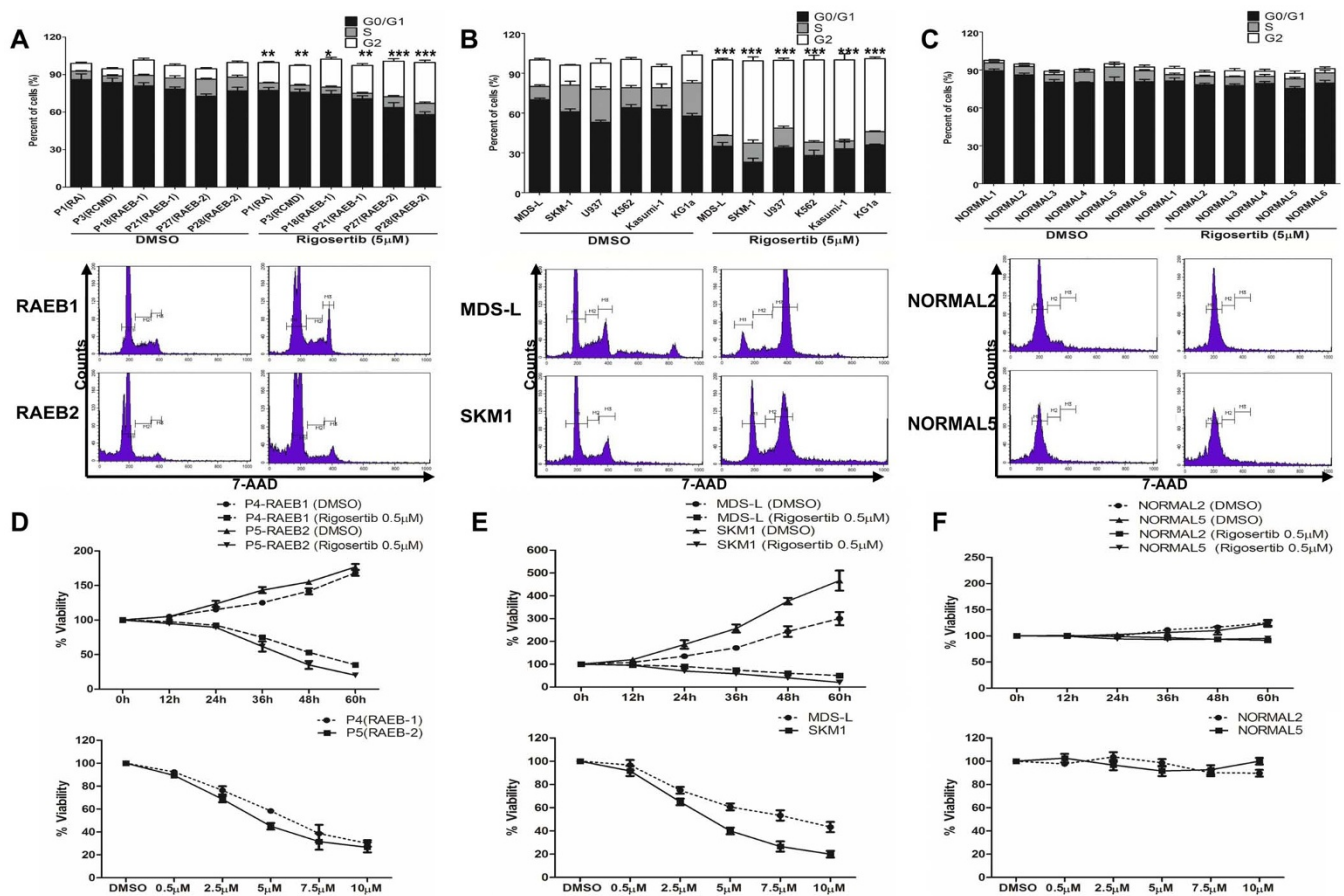 A
G0/G1
S
G2
Percent of cells (%)
120
90
60
30
0
** ** * ** *** ***
P1(RA)
P3(RCMD)
P18(RAEB-1)
P21(RAEB-1)
P27(RAEB-2)
P28(RAEB-2)
P1(RA)
P3(RCMD)
P18(RAEB-1)
P21(RAEB-1)
P27(RAEB-2)
P28(RAEB-2)
DMSO
Rigosertib (5μM)
RAEB1
RAEB2
Counts
7-AAD
B
G0/G1
S
G2
Percent of cells (%)
120
90
60
30
0
*** *** *** *** *** ***
MDS-L
SKM-1
U937
K562
Kasumi-1
KG1a
MDS-L
SKM-1
U937
K562
Kasumi-1
KG1a
DMSO
Rigosertib (5μM)
MDS-L
SKM1
Counts
7-AAD
C
G0/G1
S
G2
Percent of cells (%)
120
90
60
30
0
NORMAL1
NORMAL2
NORMAL3
NORMAL4
NORMAL5
NORMAL6
NORMAL1
NORMAL2
NORMAL3
NORMAL4
NORMAL5
NORMAL6
DMSO
Rigosertib (5μM)
NORMAL2
NORMAL5
Counts
7-AAD
D
P4-RAEB1 (DMSO)
P4-RAEB1 (Rigosertib 0.5μM)
P5-RAEB2 (DMSO)
P5-RAEB2 (Rigosertib 0.5μM)
% Viability
200
150
100
50
0
0h 12h 24h 36h 48h 60h
P4(RAEB-1)
P5(RAEB-2)
% Viability
120
100
80
60
40
20
0
DMSO 0.5μM 2.5μM 5μM 7.5μM 10μM
E
MDS-L (DMSO)
MDS-L (Rigosertib 0.5μM)
SKM1 (DMSO)
SKM1 (Rigosertib 0.5μM)
% Viability
600
500
400
300
200
100
0
0h 12h 24h 36h 48h 60h
MDS-L
SKM1
% Viability
120
100
80
60
40
20
0
DMSO 0.5μM 2.5μM 5μM 7.5μM 10μM
F
NORMAL2 (DMSO)
NORMAL5 (DMSO)
NORMAL2 (Rigosertib 0.5μM)
NORMAL5 (Rigosertib 0.5μM)
% Viability
250
200
150
100
50
0
0h 12h 24h 36h 48h 60h
NORMAL2
NORMAL5
% Viability
120
100
80
60
40
20
0
DMSO 0.5μM 2.5μM 5μM 7.5μM 10μM